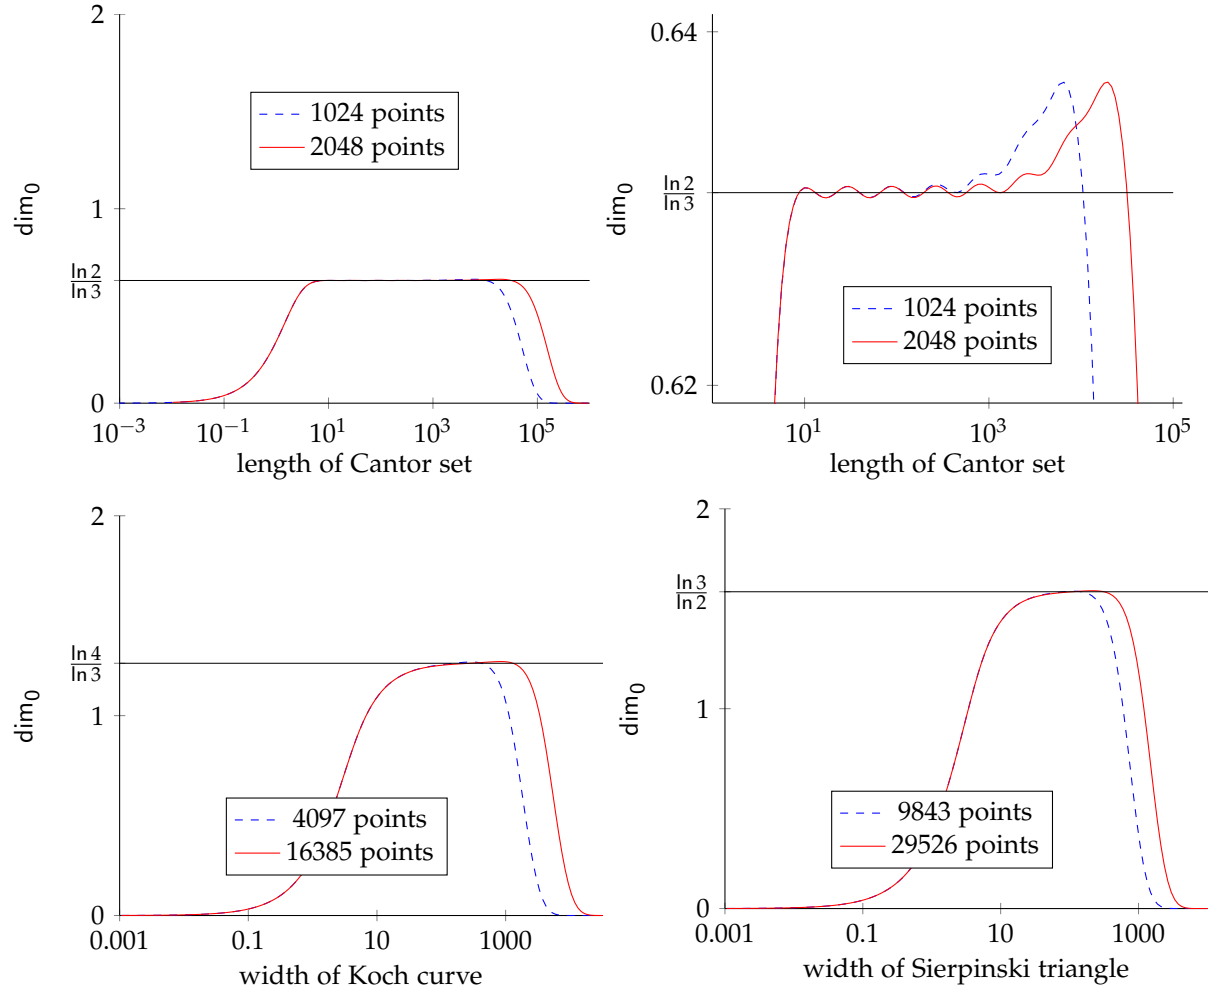 2
1
0
dim₀
ln 2
ln 3
1024 points
2048 points
10⁻³ 10⁻¹ 10¹ 10³ 10⁵
length of Cantor set
0.64
ln 2
ln 3
0.62
dim₀
1024 points
2048 points
10¹ 10³ 10⁵
length of Cantor set
2
ln 4
ln 3
1
0
dim₀
4097 points
16385 points
0.001 0.1 10 1000
width of Koch curve
2
ln 3
ln 2
1
0
dim₀
9843 points
29526 points
0.001 0.1 10 1000
width of Sierpinski triangle